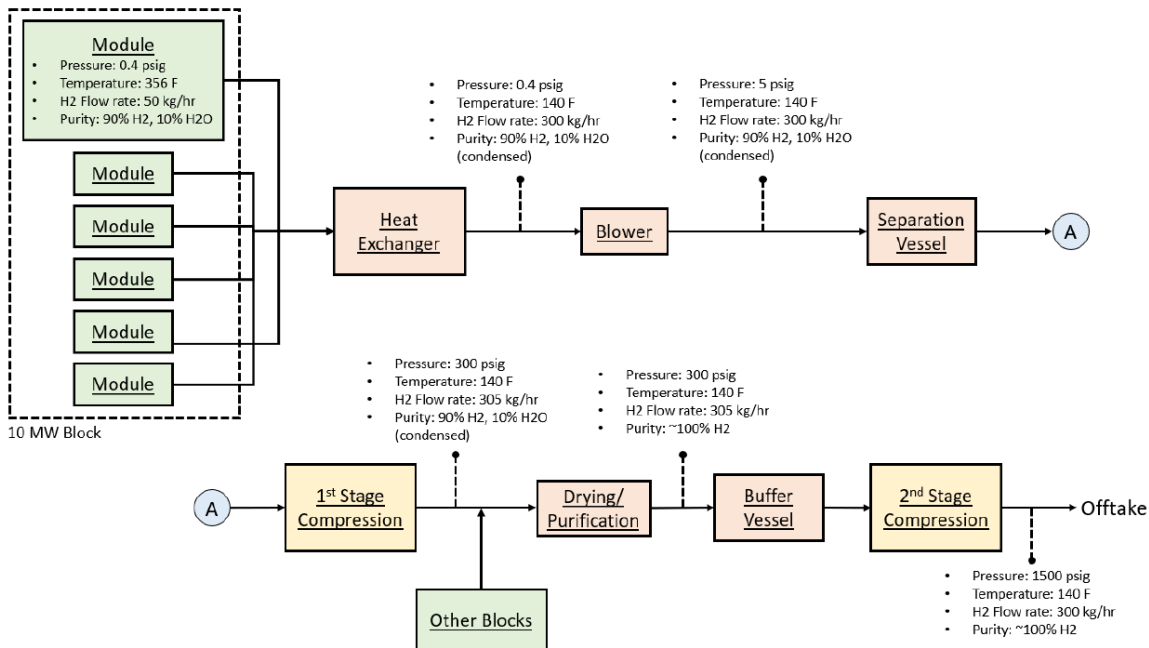 Module
• Pressure: 0.4 psig
• Temperature: 356 F
• H2 Flow rate: 50 kg/hr
• Purity: 90% H2, 10% H2O
Module
Module
Module
Module
Module
10 MW Block
Heat
Exchanger
• Pressure: 0.4 psig
• Temperature: 140 F
• H2 Flow rate: 300 kg/hr
• Purity: 90% H2, 10% H2O
(condensed)
Blower
• Pressure: 5 psig
• Temperature: 140 F
• H2 Flow rate: 300 kg/hr
• Purity: 90% H2, 10% H2O
(condensed)
Separation
Vessel
A
A
1st Stage
Compression
• Pressure: 300 psig
• Temperature: 140 F
• H2 Flow rate: 305 kg/hr
• Purity: 90% H2, 10% H2O
(condensed)
Other Blocks
Drying/
Purification
• Pressure: 300 psig
• Temperature: 140 F
• H2 Flow rate: 305 kg/hr
• Purity: ~100% H2
Buffer
Vessel
2nd Stage
Compression
Offtake
• Pressure: 1500 psig
• Temperature: 140 F
• H2 Flow rate: 300 kg/hr
• Purity: ~100% H2